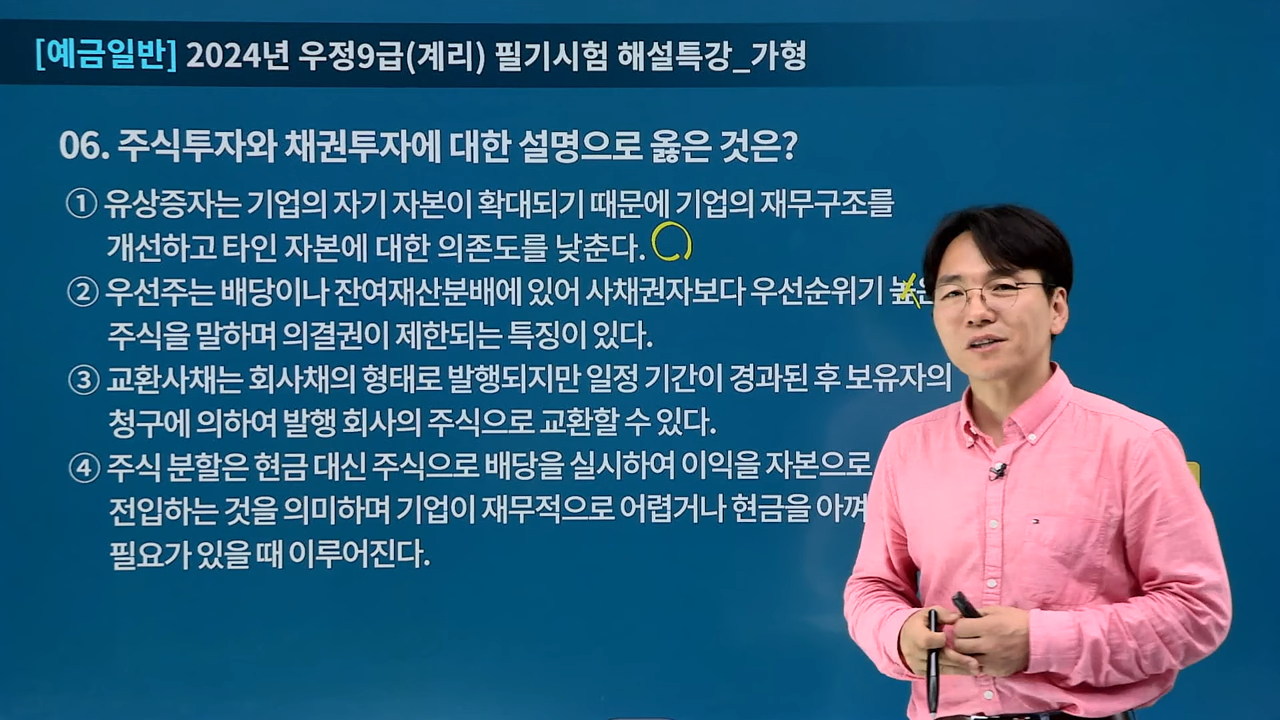 [예금일반] 2024년 우정9급(계리) 필기시험 해설특강_가형
06. 주식투자와 채권투자에 대한 설명으로 옳은 것은?
① 유상증자는 기업의 자기 자본이 확대되기 때문에 기업의 재무구조를
개선하고 타인 자본에 대한 의존도를 낮춘다.
② 우선주는 배당이나 잔여재산분배에 있어 사채권자보다 우선순위가 높은
주식을 말하며 의결권이 제한되는 특징이 있다.
③ 교환사채는 회사채의 형태로 발행되지만 일정 기간이 경과된 후 보유자의
청구에 의하여 발행 회사의 주식으로 교환할 수 있다.
④ 주식 분할은 현금 대신 주식으로 배당을 실시하여 이익을 자본으로
전입하는 것을 의미하며 기업이 재무적으로 어렵거나 현금을 아껴
필요가 있을 때 이루어진다.